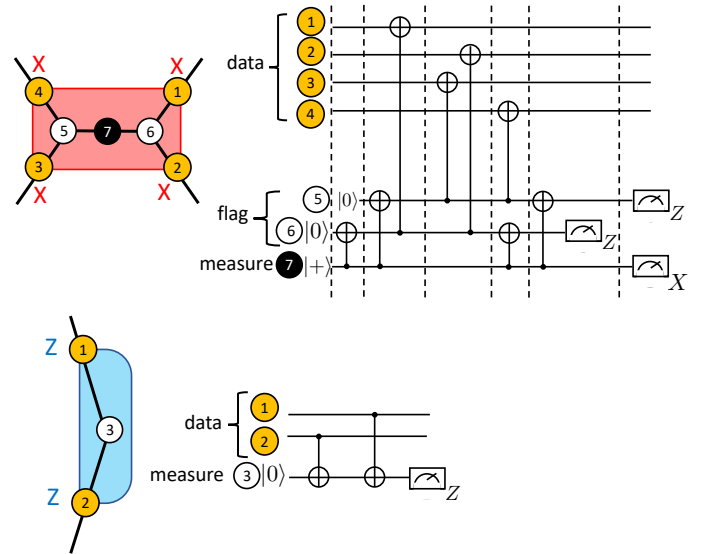 X X
4 1
5 7 6
3 2
X X
data
1
2
3
4
flag
5 |0⟩
6 |0⟩
measure 7 |+⟩
Z
Z
X
Z 1
3
Z 2
data
1
2
measure 3 |0⟩
Z